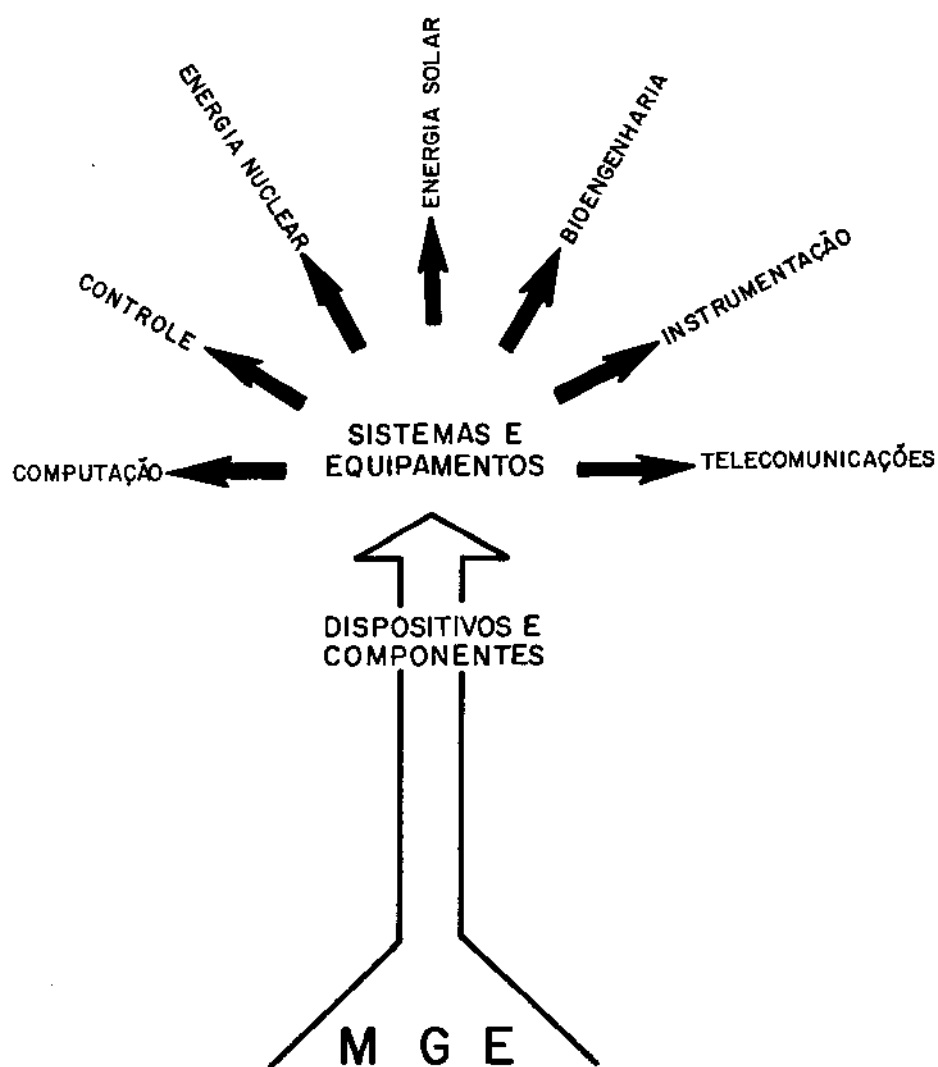 ENERGIA SOLAR
ENERGIA NUCLEAR
BIOENGENHARIA
CONTROLE
INSTRUMENTAÇÃO
SISTEMAS E
EQUIPAMENTOS
COMPUTAÇÃO
TELECOMUNICAÇÕES
DISPOSITIVOS E
COMPONENTES
M G E